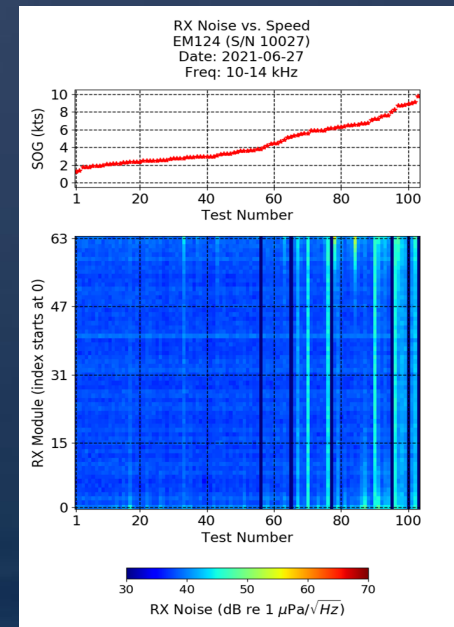 RX Noise vs. Speed
EM124 (S/N 10027)
Date: 2021-06-27
Freq: 10-14 kHz
SOG (kts)
10
8
6
4
2
0
1 20 40 60 80 100
Test Number
RX Module (index starts at 0)
63
47
31
15
0
1 20 40 60 80 100
Test Number
30 40 50 60 70
RX Noise (dB re 1 μPa/√Hz)